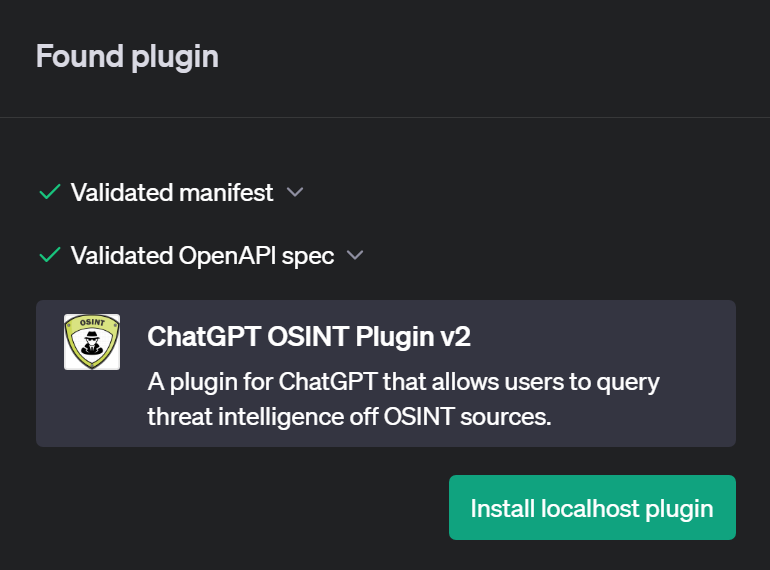 Found plugin
Validated manifest
Validated OpenAPI spec
OSINT
ChatGPT OSINT Plugin v2
A plugin for ChatGPT that allows users to query
threat intelligence off OSINT sources.
Install localhost plugin